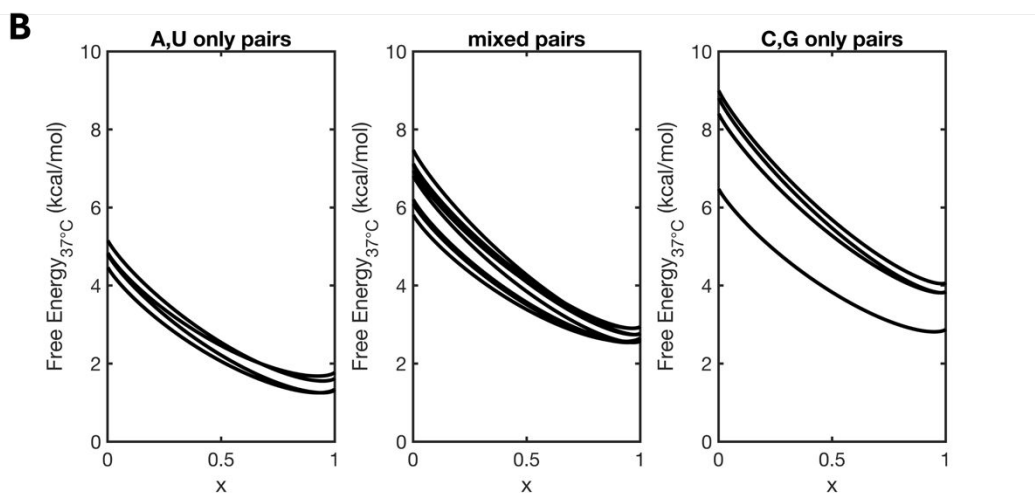 B
A,U only pairs
10
8
6
4
2
0
Free Energy37°C (kcal/mol)
0 0.5 1
x
mixed pairs
10
8
6
4
2
0
Free Energy37°C (kcal/mol)
0 0.5 1
x
C,G only pairs
10
8
6
4
2
0
Free Energy37°C (kcal/mol)
0 0.5 1
x